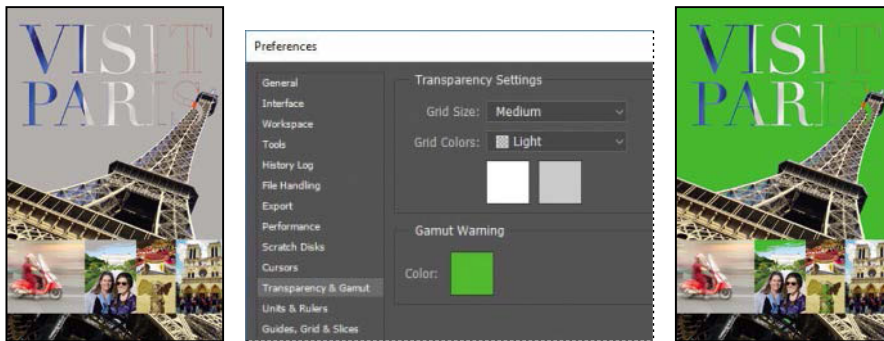 VISIT
PARIS
Preferences
General
Interface
Workspace
Tools
History Log
File Handling
Export
Performance
Scratch Disks
Cursors
Transparency & Gamut
Units & Rulers
Guides, Grid & Slices
Transparency Settings
Grid Size: Medium
Grid Colors: Light
Gamut Warning
Color:
VISIT
PARIS